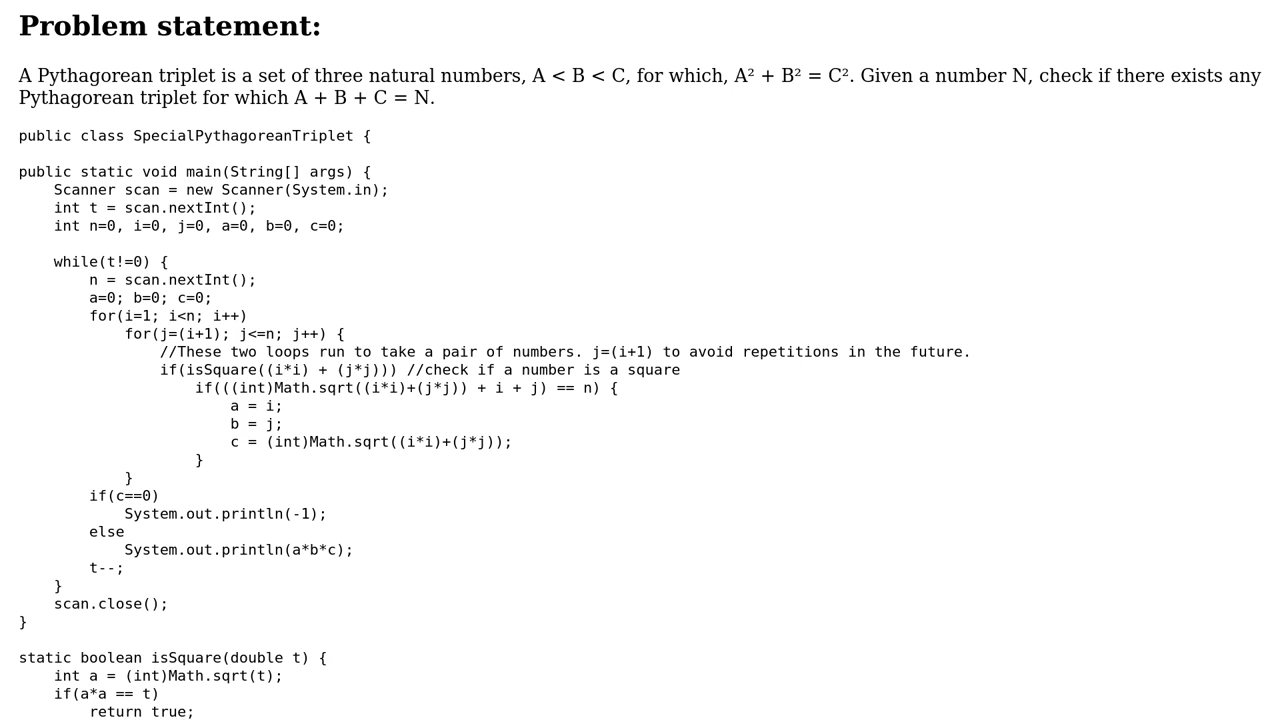 Problem statement:
A Pythagorean triplet is a set of three natural numbers, A < B < C, for which, A² + B² = C². Given a number N, check if there exists any
Pythagorean triplet for which A + B + C = N.
public class SpecialPythagoreanTriplet {
public static void main(String[] args) {
    Scanner scan = new Scanner(System.in);
    int t = scan.nextInt();
    int n=0, i=0, j=0, a=0, b=0, c=0;
    while(t!=0) {
        n = scan.nextInt();
        a=0; b=0; c=0;
        for(i=1; i<n; i++)
            for(j=(i+1); j<=n; j++) {
                //These two loops run to take a pair of numbers. j=(i+1) to avoid repetitions in the future.
                if(isSquare((i*i) + (j*j))) //check if a number is a square
                    if(((int)Math.sqrt((i*i)+(j*j)) + i + j) == n) {
                        a = i;
                        b = j;
                        c = (int)Math.sqrt((i*i)+(j*j));
                    }
            }
        if(c==0)
            System.out.println(-1);
        else
            System.out.println(a*b*c);
        t--;
    }
    scan.close();
}
static boolean isSquare(double t) {
    int a = (int)Math.sqrt(t);
    if(a*a == t)
        return true;